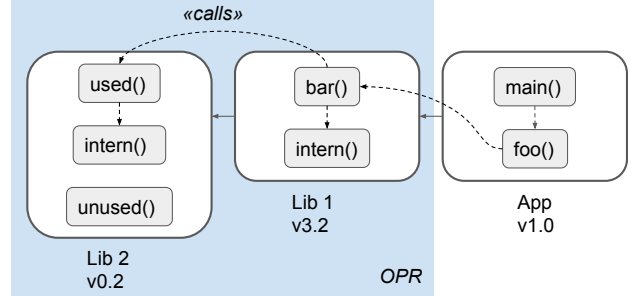 «calls»
used()
bar()
main()
intern()
intern()
foo()
unused()
Lib 1
v3.2
App
v1.0
Lib 2
v0.2
OPR